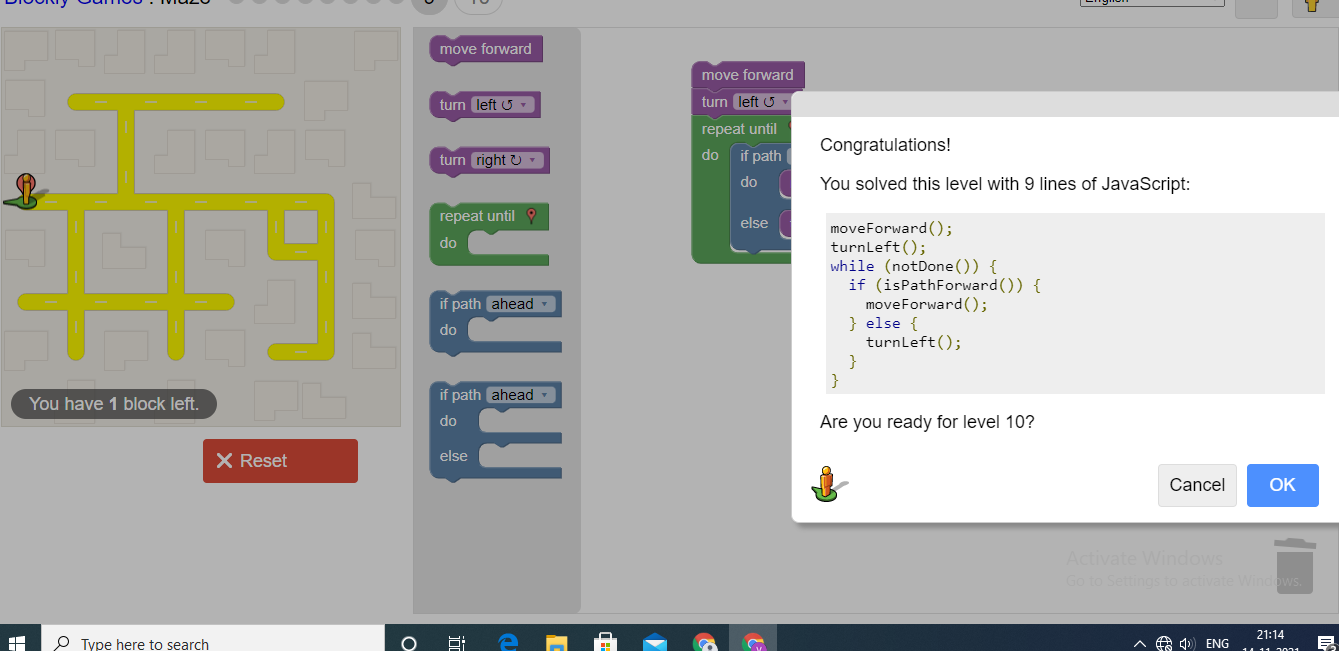 Blockly Games : Maze
9
10
English
move forward
turn left ↺ ▾
turn right ↻ ▾
repeat until
do
if path ahead ▾
do
if path ahead ▾
do
else
move forward
turn left ↺ ▾
repeat until
do if path
do
else
You have 1 block left.
Reset
Congratulations!
You solved this level with 9 lines of JavaScript:
moveForward();
turnLeft();
while (notDone()) {
  if (isPathForward()) {
    moveForward();
  } else {
    turnLeft();
  }
}
Are you ready for level 10?
Cancel
OK
Activate Windows
Go to Settings to activate Windows.
Type here to search
ENG
21:14
14-11-2021